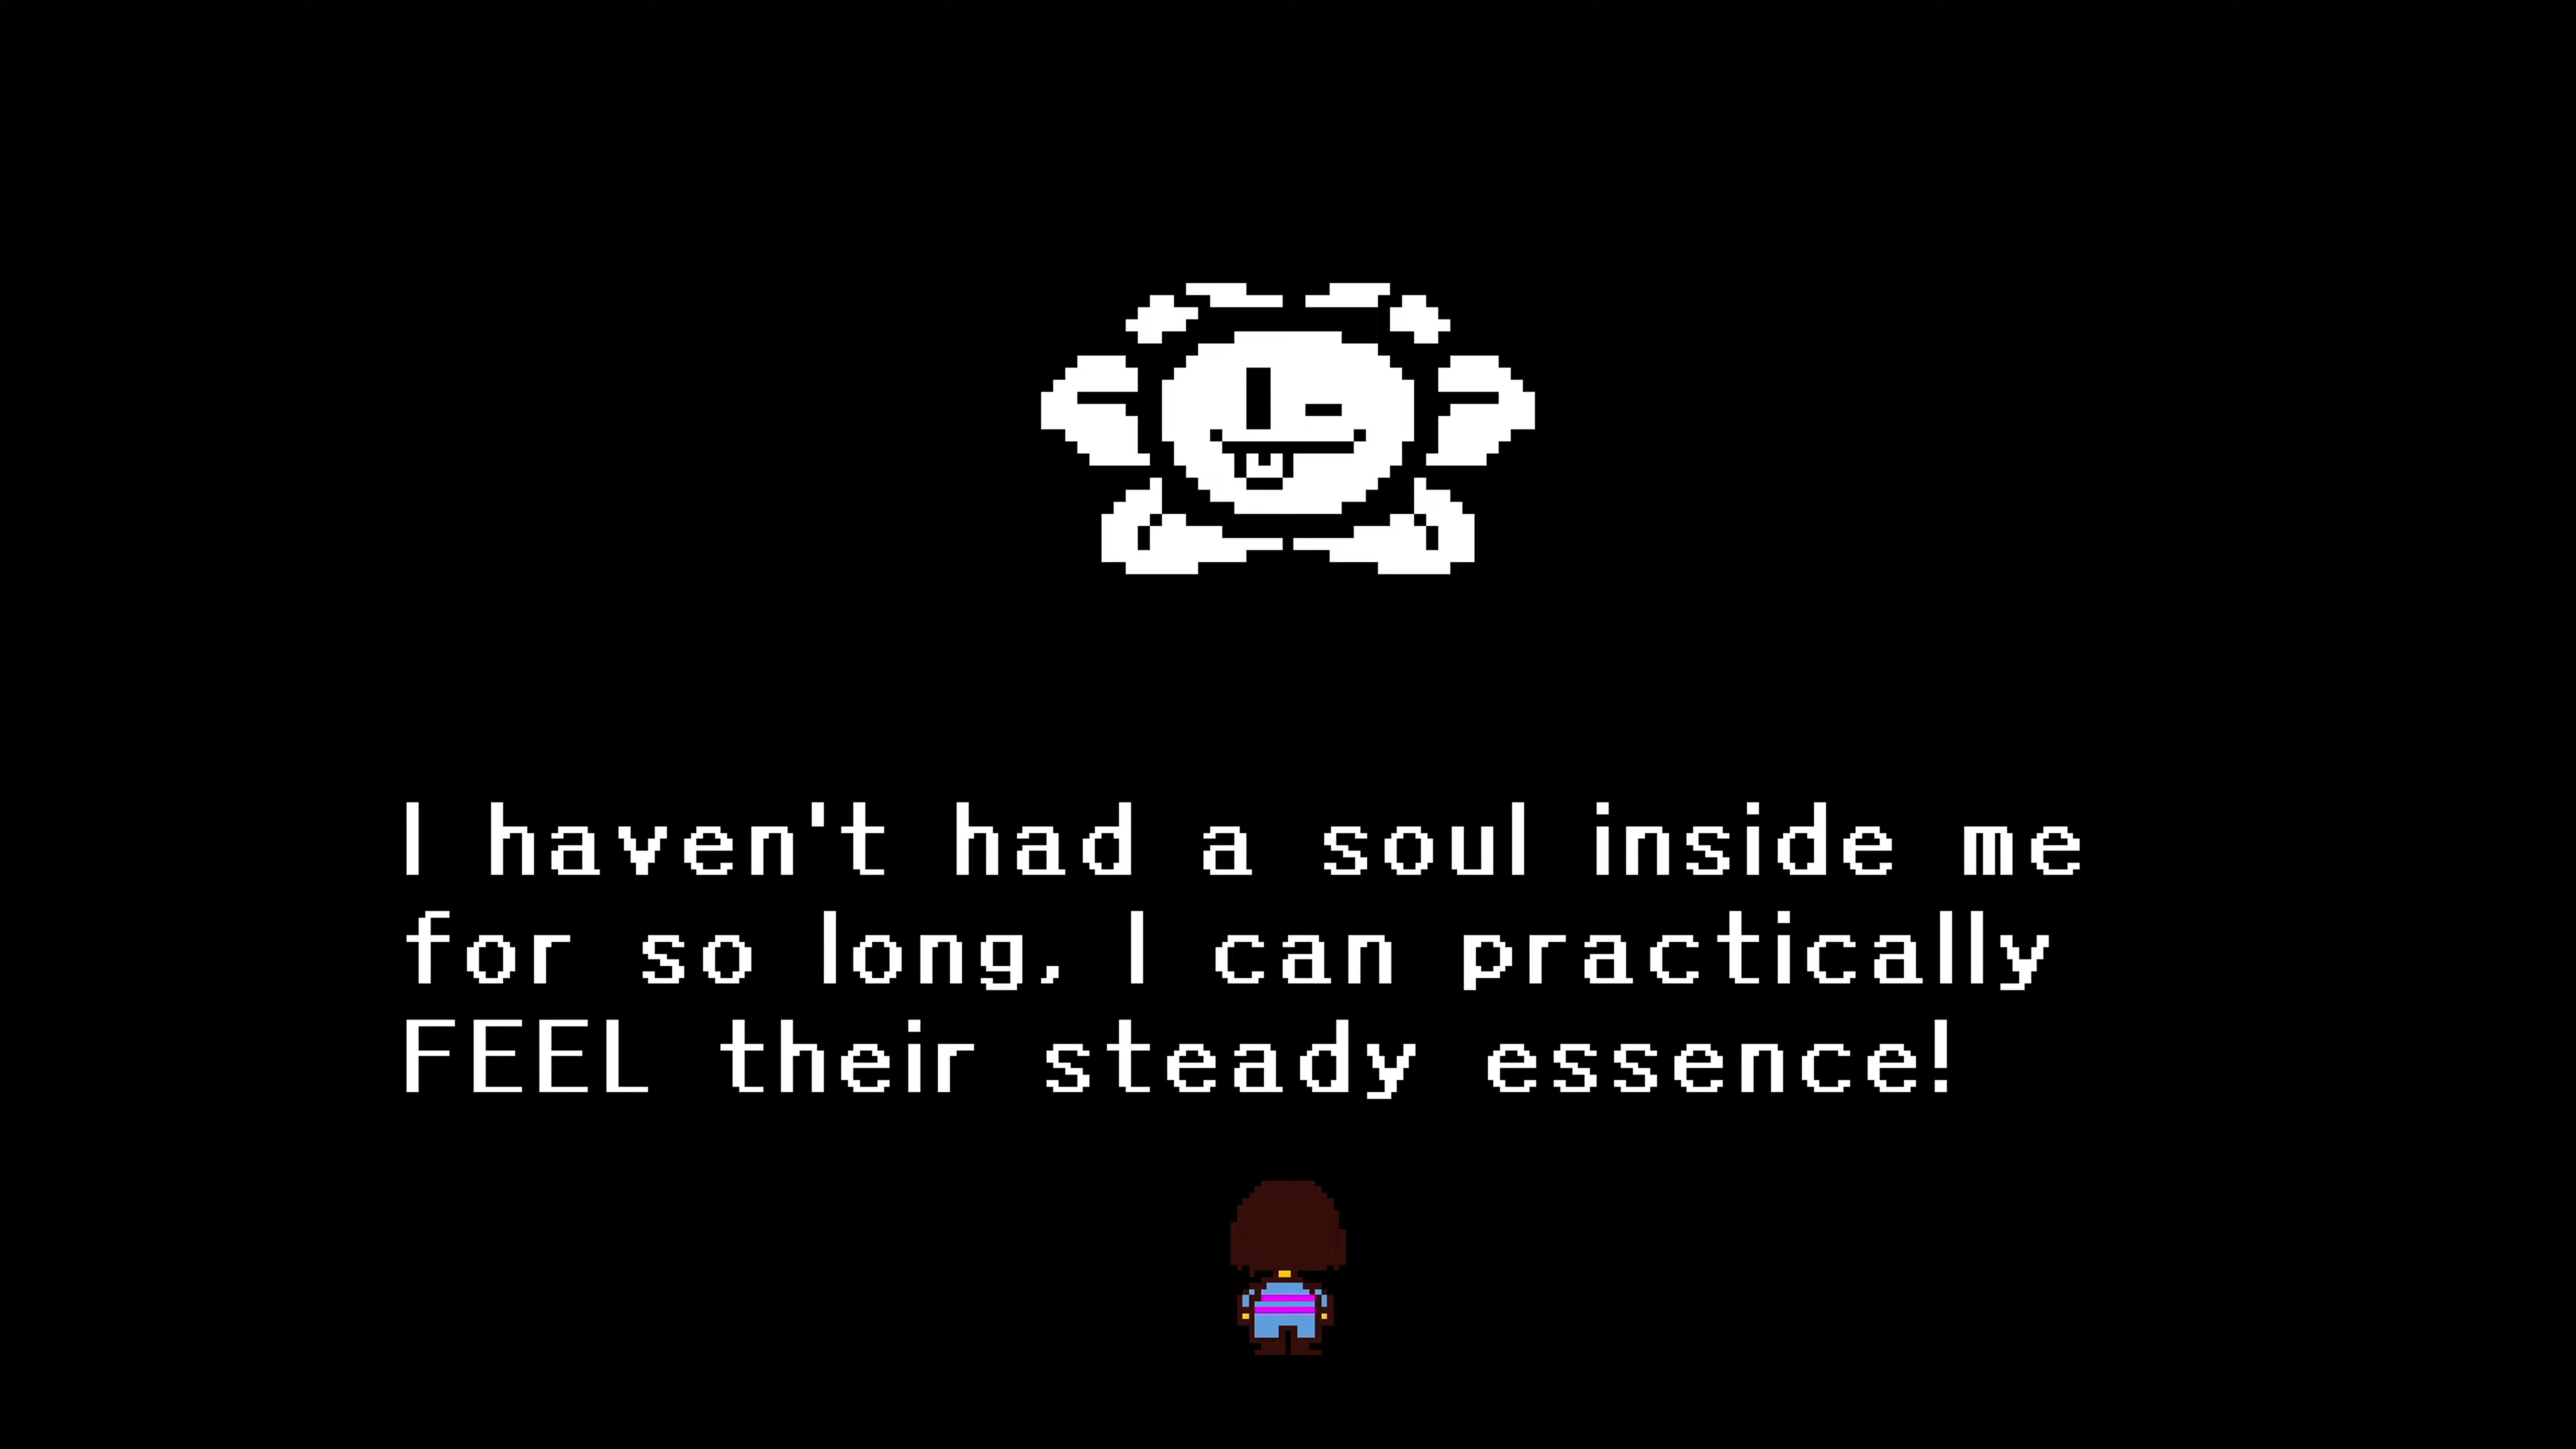 I haven't had a soul inside me
for so long, I can practically
FEEL their steady essence!